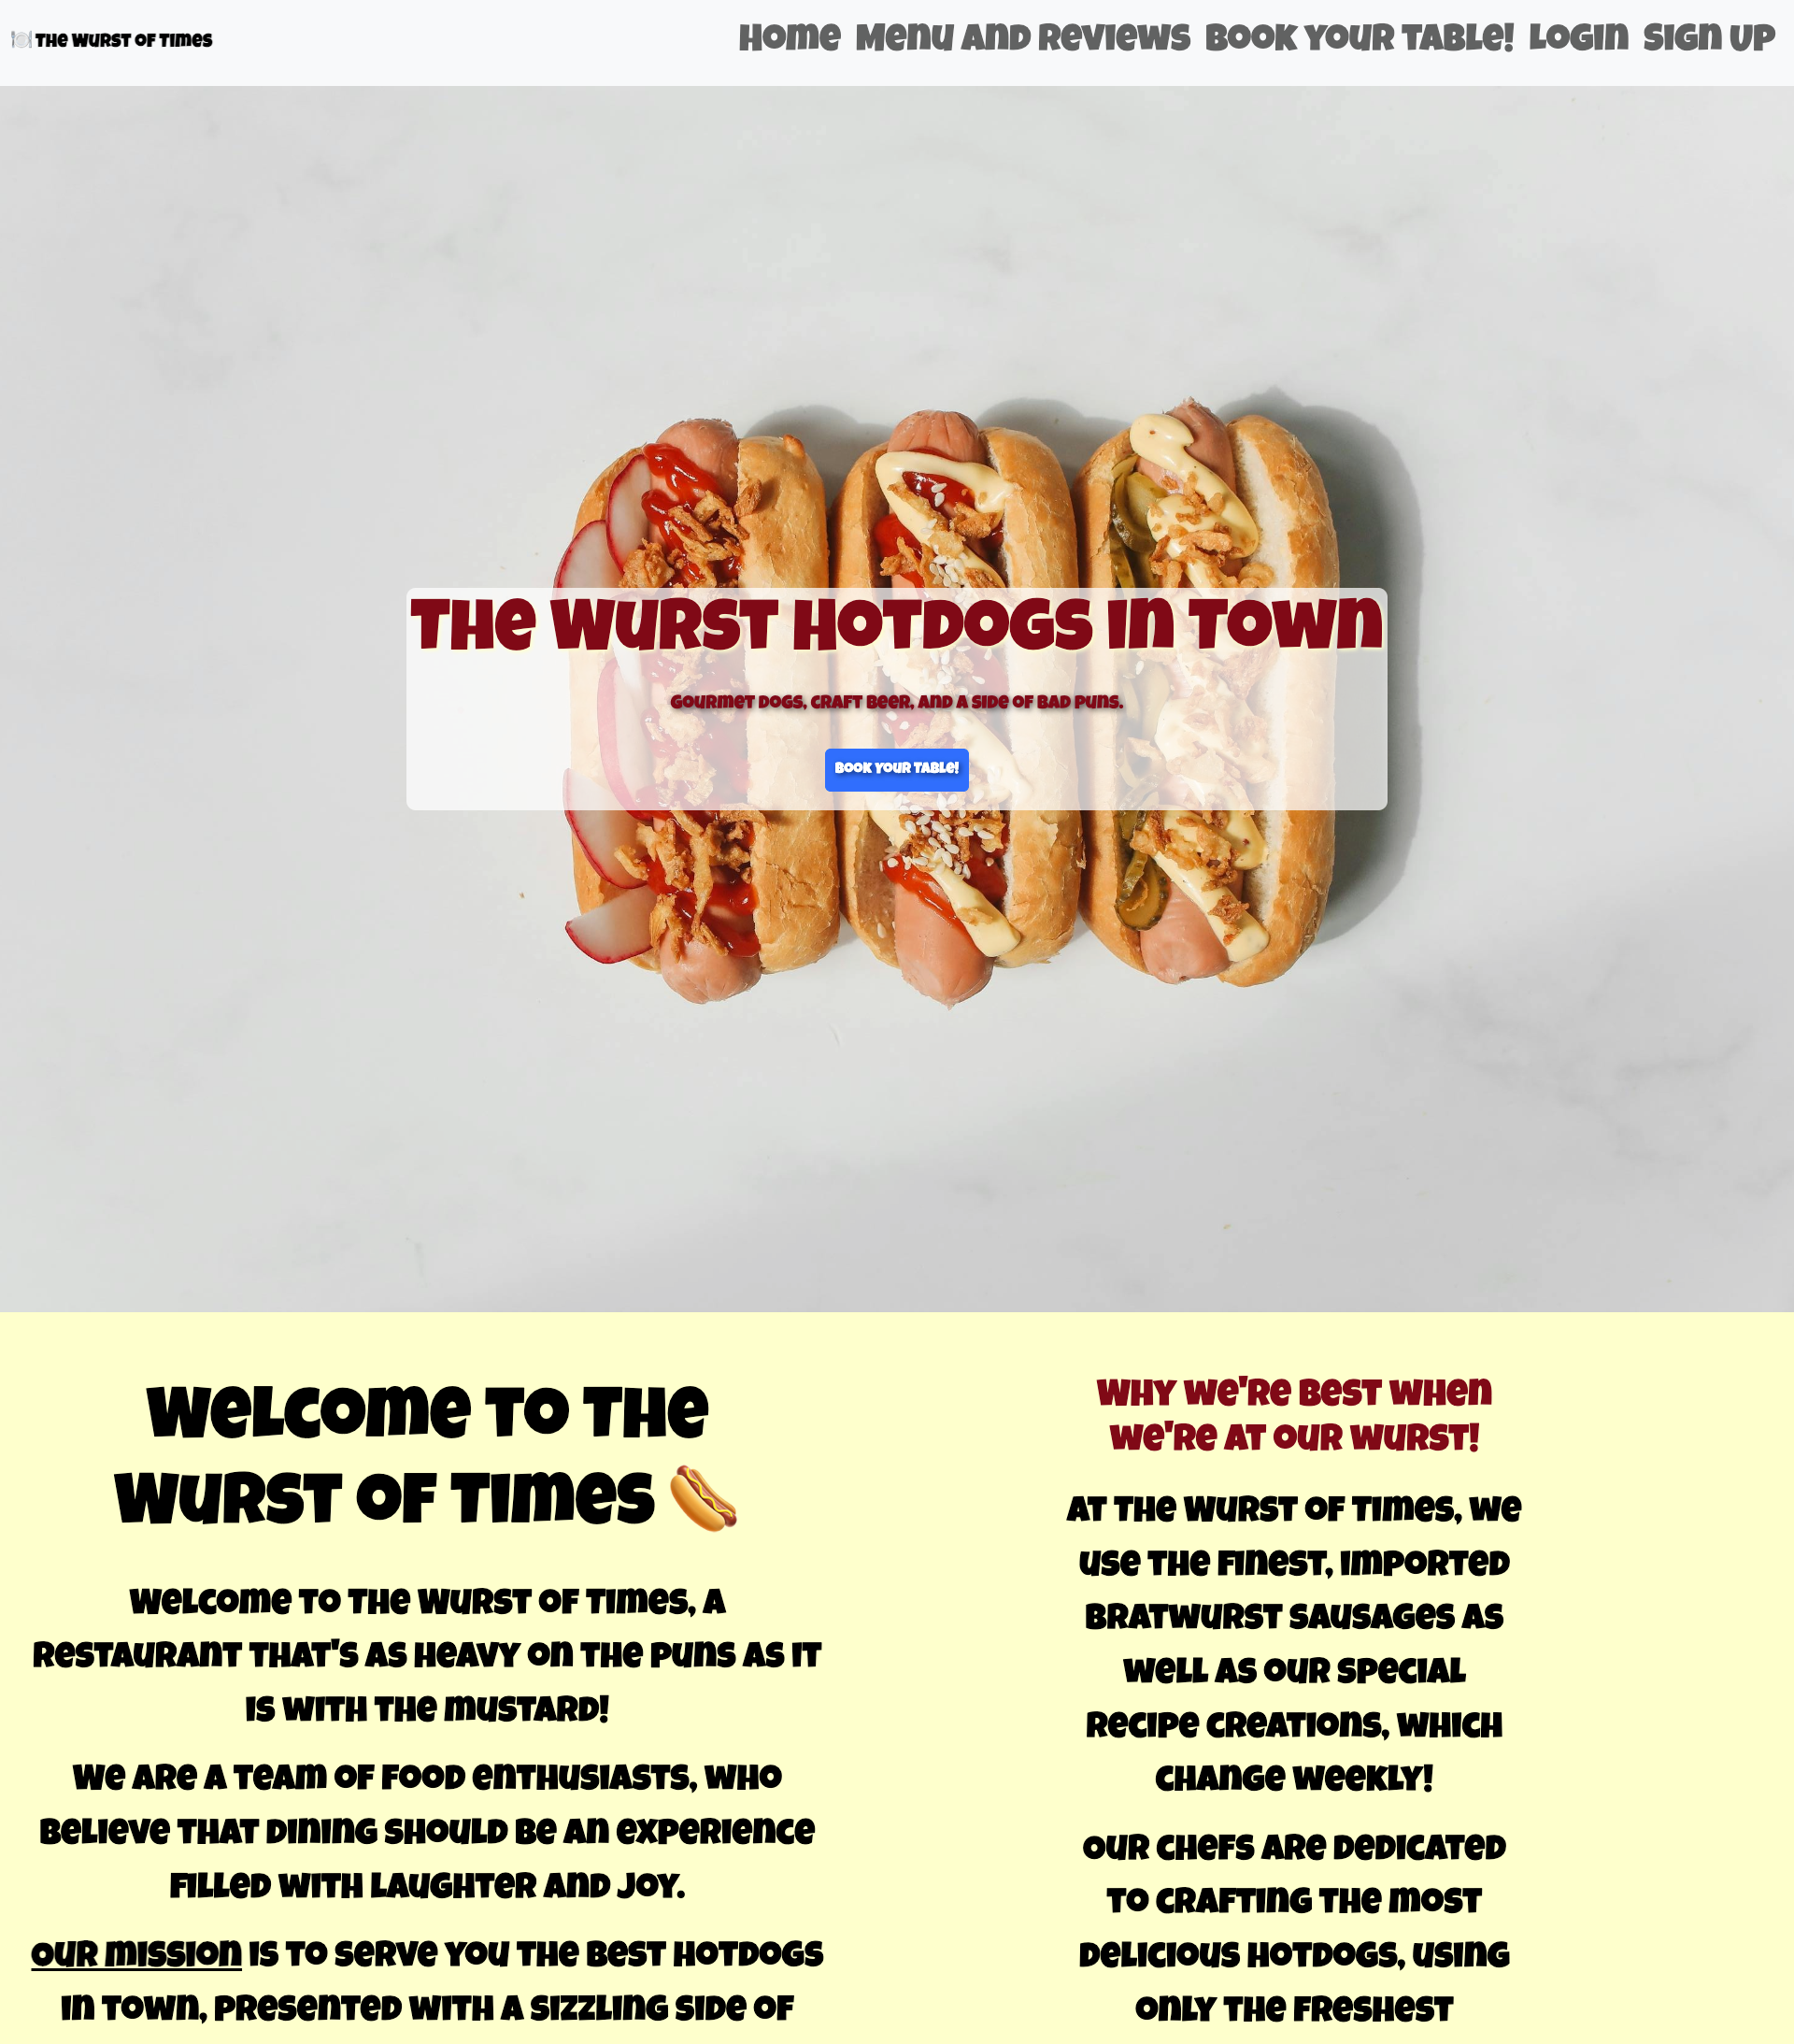 🍽️ The Wurst of Times
Home Menu and Reviews Book your table! Login Sign Up
The Wurst Hotdogs in Town
Gourmet dogs, craft beer, and a side of bad puns.
Book your table!
Welcome to The
Wurst of Times 🌭
Welcome to The Wurst of Times, a
restaurant that's as heavy on the puns as it
is with the mustard!
We are a team of food enthusiasts, who
believe that dining should be an experience
filled with laughter and joy.
Our mission is to serve you the best hotdogs
in town, presented with a sizzling side of
Why we're best when
we're at our wurst!
At The Wurst of Times, we
use the finest, imported
bratwurst sausages as
well as our special
recipe creations, which
change weekly!
Our chefs are dedicated
to crafting the most
delicious hotdogs, using
only the freshest